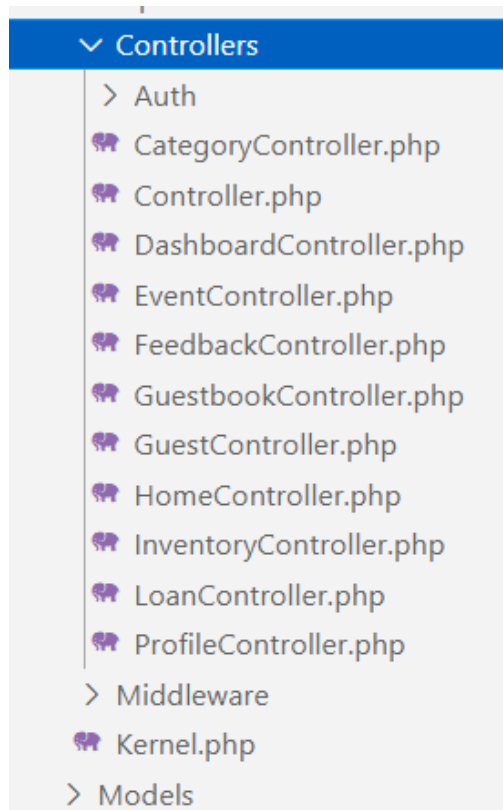 Controllers
Auth
CategoryController.php
Controller.php
DashboardController.php
EventController.php
FeedbackController.php
GuestbookController.php
GuestController.php
HomeController.php
InventoryController.php
LoanController.php
ProfileController.php
Middleware
Kernel.php
Models